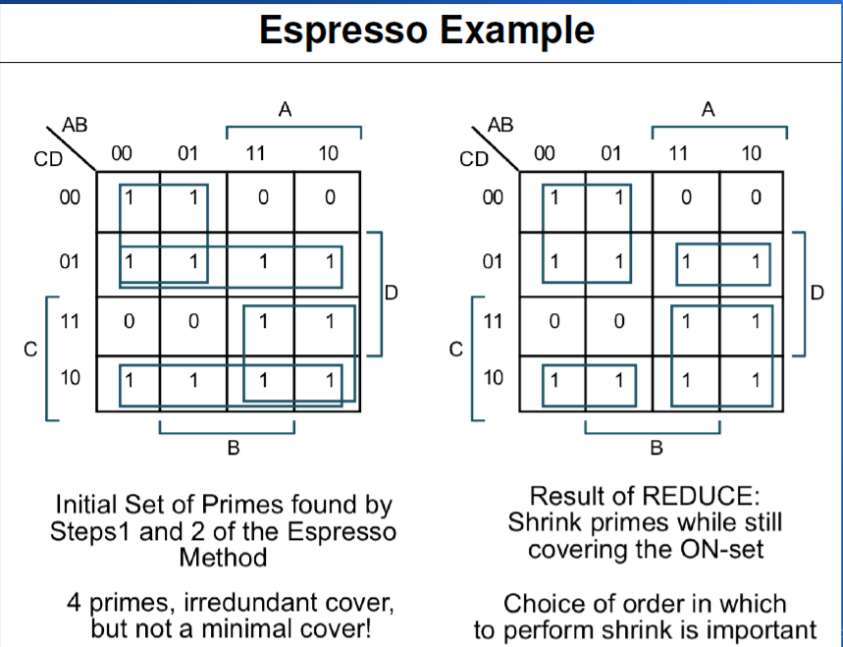 Espresso Example
A
AB
00 01 11 10
CD
00 1 1 0 0
01 1 1 1 1
D
11 0 0 1 1
C
10 1 1 1 1
B
Initial Set of Primes found by
Steps1 and 2 of the Espresso
Method
4 primes, irredundant cover,
but not a minimal cover!
A
AB
00 01 11 10
CD
00 1 1 0 0
01 1 1 1 1
D
11 0 0 1 1
C
10 1 1 1 1
B
Result of REDUCE:
Shrink primes while still
covering the ON-set
Choice of order in which
to perform shrink is important